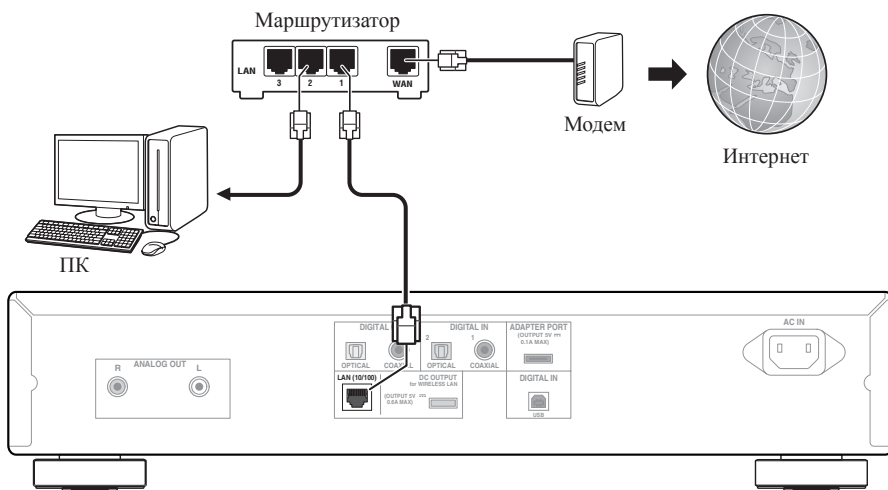 Маршрутизатор
LAN
3 2 1 WAN
Модем
Интернет
ПК
DIGITAL
DIGITAL IN
ADAPTER PORT
(OUTPUT 5V
0.1A MAX)
2
1
OPTICAL
COAXIAL
OPTICAL
COAXIAL
AC IN
ANALOG OUT
R
L
LAN (10/100)
DC OUTPUT
for WIRELESS LAN
(OUTPUT 5V
0.6A MAX)
DIGITAL IN
USB